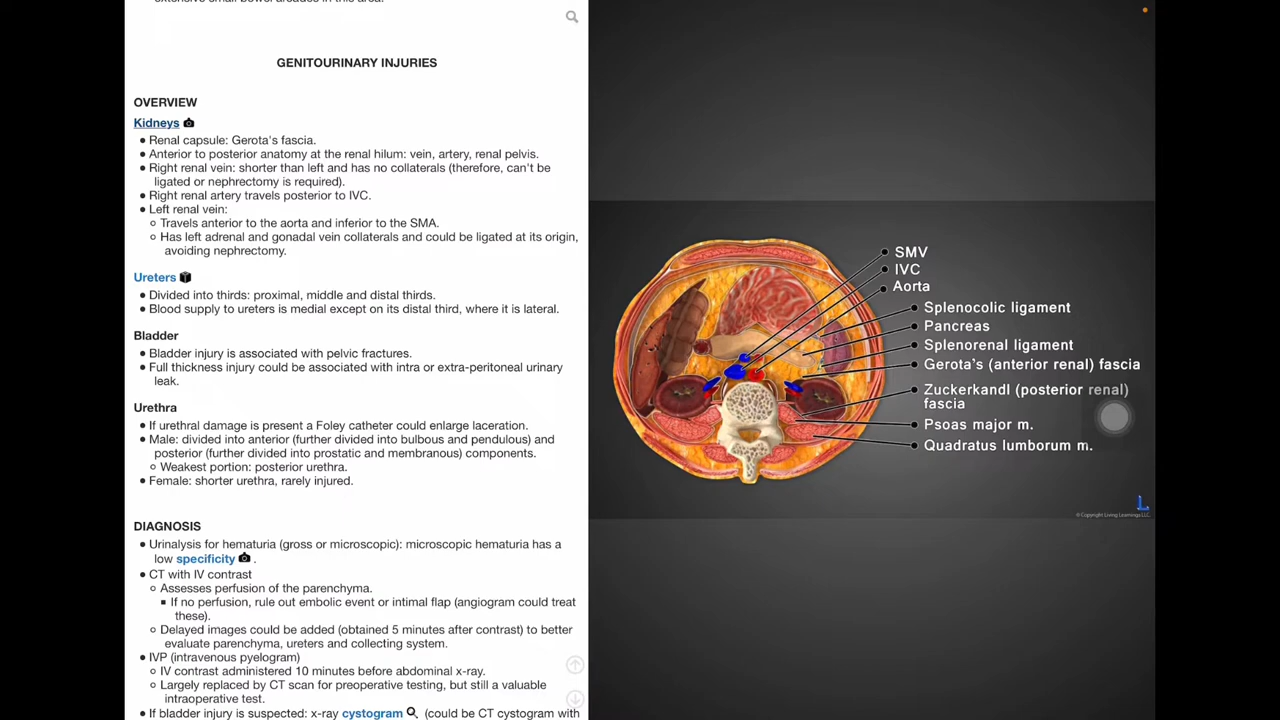 extensive small bowel arcades in this area.
GENITOURINARY INJURIES
OVERVIEW
Kidneys
● Renal capsule: Gerota's fascia.
● Anterior to posterior anatomy at the renal hilum: vein, artery, renal pelvis.
● Right renal vein: shorter than left and has no collaterals (therefore, can't be
ligated or nephrectomy is required).
● Right renal artery travels posterior to IVC.
● Left renal vein:
○ Travels anterior to the aorta and inferior to the SMA.
○ Has left adrenal and gonadal vein collaterals and could be ligated at its origin,
avoiding nephrectomy.
Ureters
● Divided into thirds: proximal, middle and distal thirds.
● Blood supply to ureters is medial except on its distal third, where it is lateral.
Bladder
● Bladder injury is associated with pelvic fractures.
● Full thickness injury could be associated with intra or extra-peritoneal urinary
leak.
Urethra
● If urethral damage is present a Foley catheter could enlarge laceration.
● Male: divided into anterior (further divided into bulbous and pendulous) and
posterior (further divided into prostatic and membranous) components.
○ Weakest portion: posterior urethra.
● Female: shorter urethra, rarely injured.
DIAGNOSIS
● Urinalysis for hematuria (gross or microscopic): microscopic hematuria has a
low specificity .
● CT with IV contrast
○ Assesses perfusion of the parenchyma.
■ If no perfusion, rule out embolic event or intimal flap (angiogram could treat
these).
○ Delayed images could be added (obtained 5 minutes after contrast) to better
evaluate parenchyma, ureters and collecting system.
● IVP (intravenous pyelogram)
○ IV contrast administered 10 minutes before abdominal x-ray.
○ Largely replaced by CT scan for preoperative testing, but still a valuable
intraoperative test.
● If bladder injury is suspected: x-ray cystogram (could be CT cystogram with
SMV
IVC
Aorta
Splenocolic ligament
Pancreas
Splenorenal ligament
Gerota's (anterior renal) fascia
Zuckerkandl (posterior renal)
fascia
Psoas major m.
Quadratus lumborum m.
L
© Copyright Living Learnings LLC.